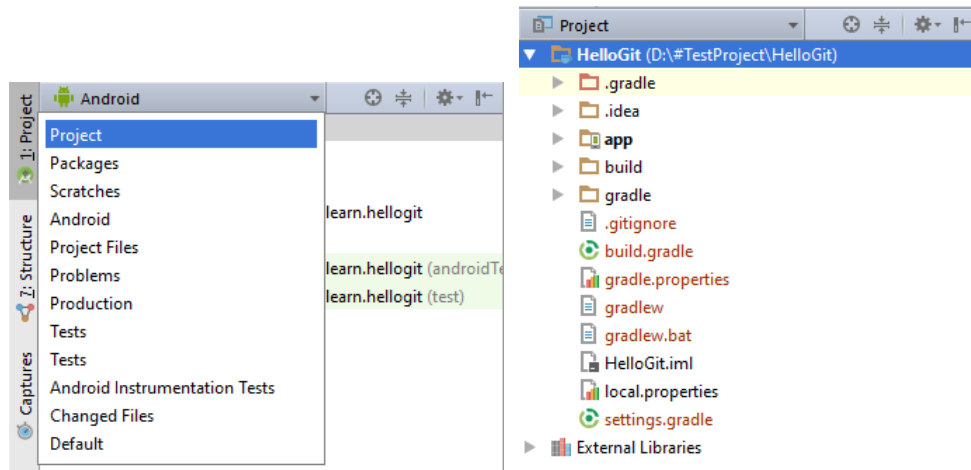 Android
1: Project
7: Structure
Captures
Project
Packages
Scratches
Android
Project Files
Problems
Production
Tests
Tests
Android Instrumentation Tests
Changed Files
Default
learn.hellogit
learn.hellogit (androidTe
learn.hellogit (test)
Project
HelloGit (D:\#TestProject\HelloGit)
.gradle
.idea
app
build
gradle
.gitignore
build.gradle
gradle.properties
gradlew
gradlew.bat
HelloGit.iml
local.properties
settings.gradle
External Libraries